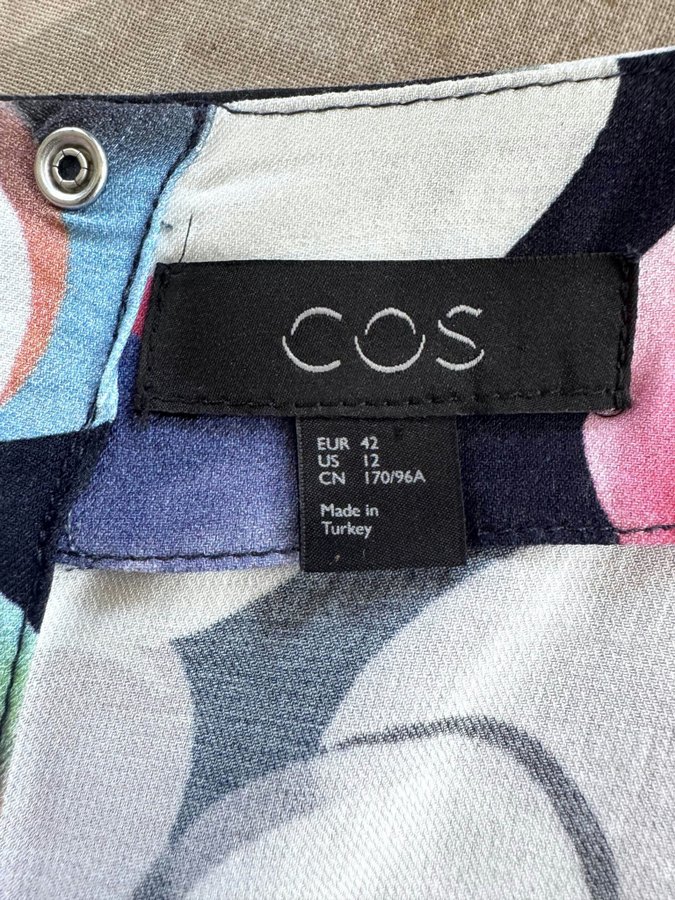 COS
EUR 42
US 12
CN 170/96A
Made in
Turkey